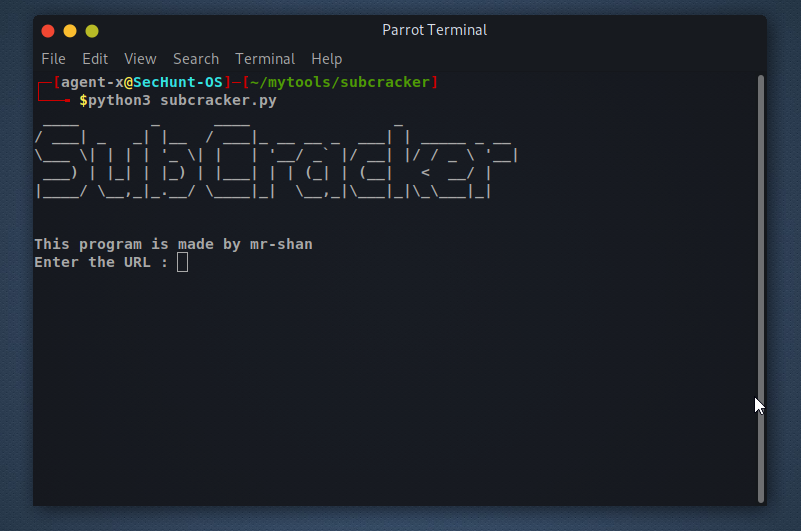 Parrot Terminal
File Edit View Search Terminal Help
┌─[agent-x@SecHunt-OS]─[~/mytools/subcracker]
└──╼ $python3 subcracker.py
SubCracker
This program is made by mr-shan
Enter the URL :